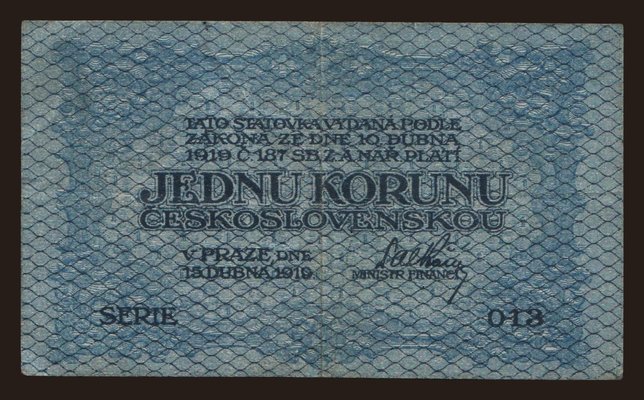 TATO STÁTOVKA VYDANÁ PODLE
ZÁKONA ZE DNE 10. DUBNA
1919 Č. 187 SB. Z. A NAŘ. PLATÍ
JEDNU KORUNU
ČESKOSLOVENSKOU
V PRAZE DNE
15. DUBNA 1919.
MINISTR FINANCÍ
SERIE 013